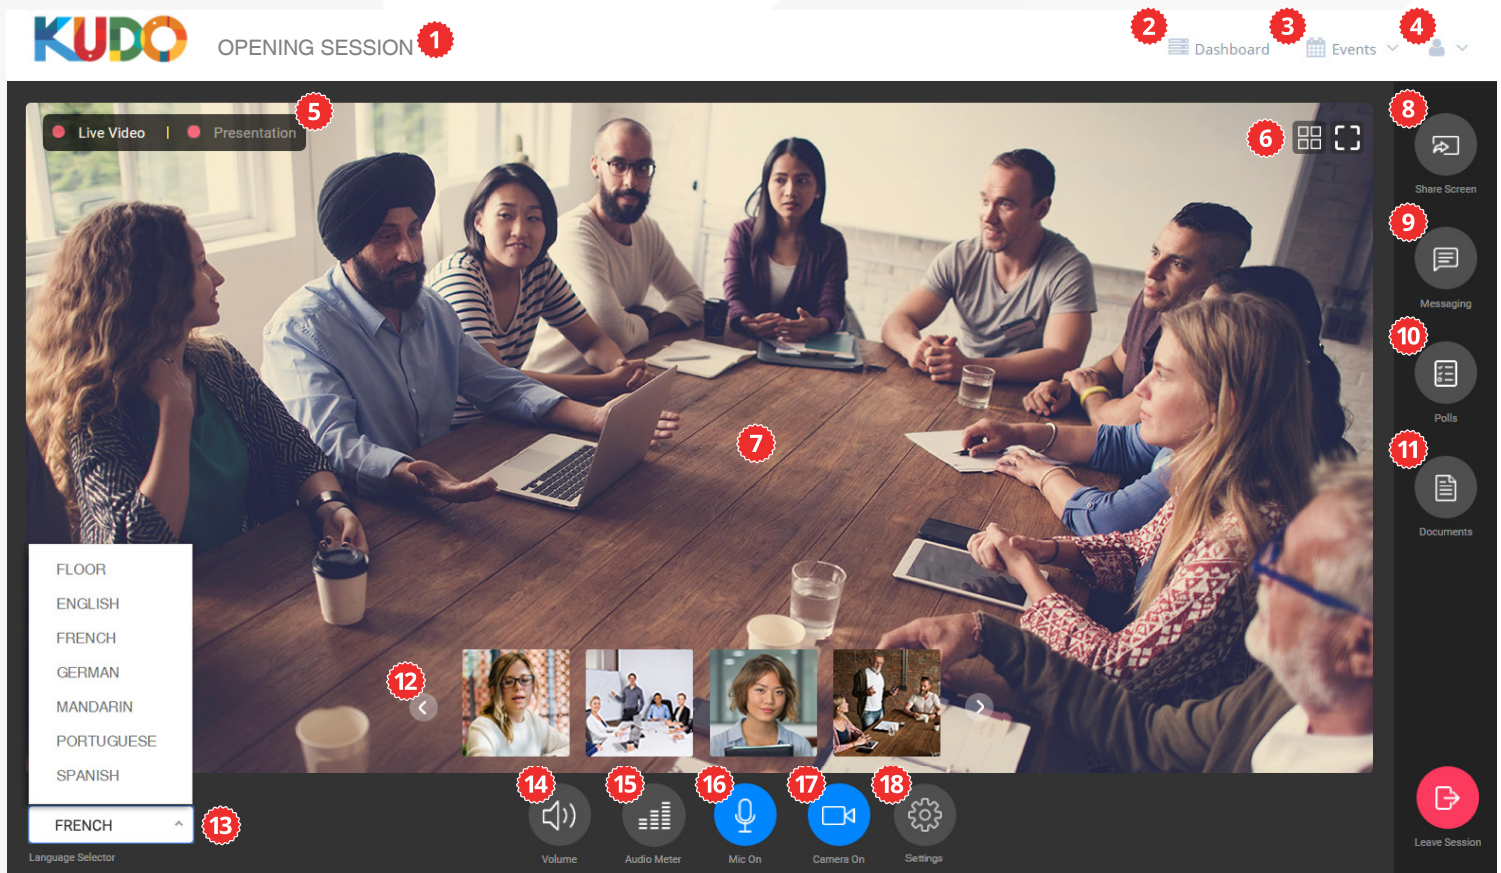 KUDO
OPENING SESSION
1
2
Dashboard
3
Events
4
5
Live Video | Presentation
6
7
8
Share Screen
9
Messaging
10
Polls
11
Documents
12
FLOOR
ENGLISH
FRENCH
GERMAN
MANDARIN
PORTUGUESE
SPANISH
FRENCH
13
Language Selector
14
Volume
15
Audio Meter
16
Mic On
17
Camera On
18
Settings
Leave Session